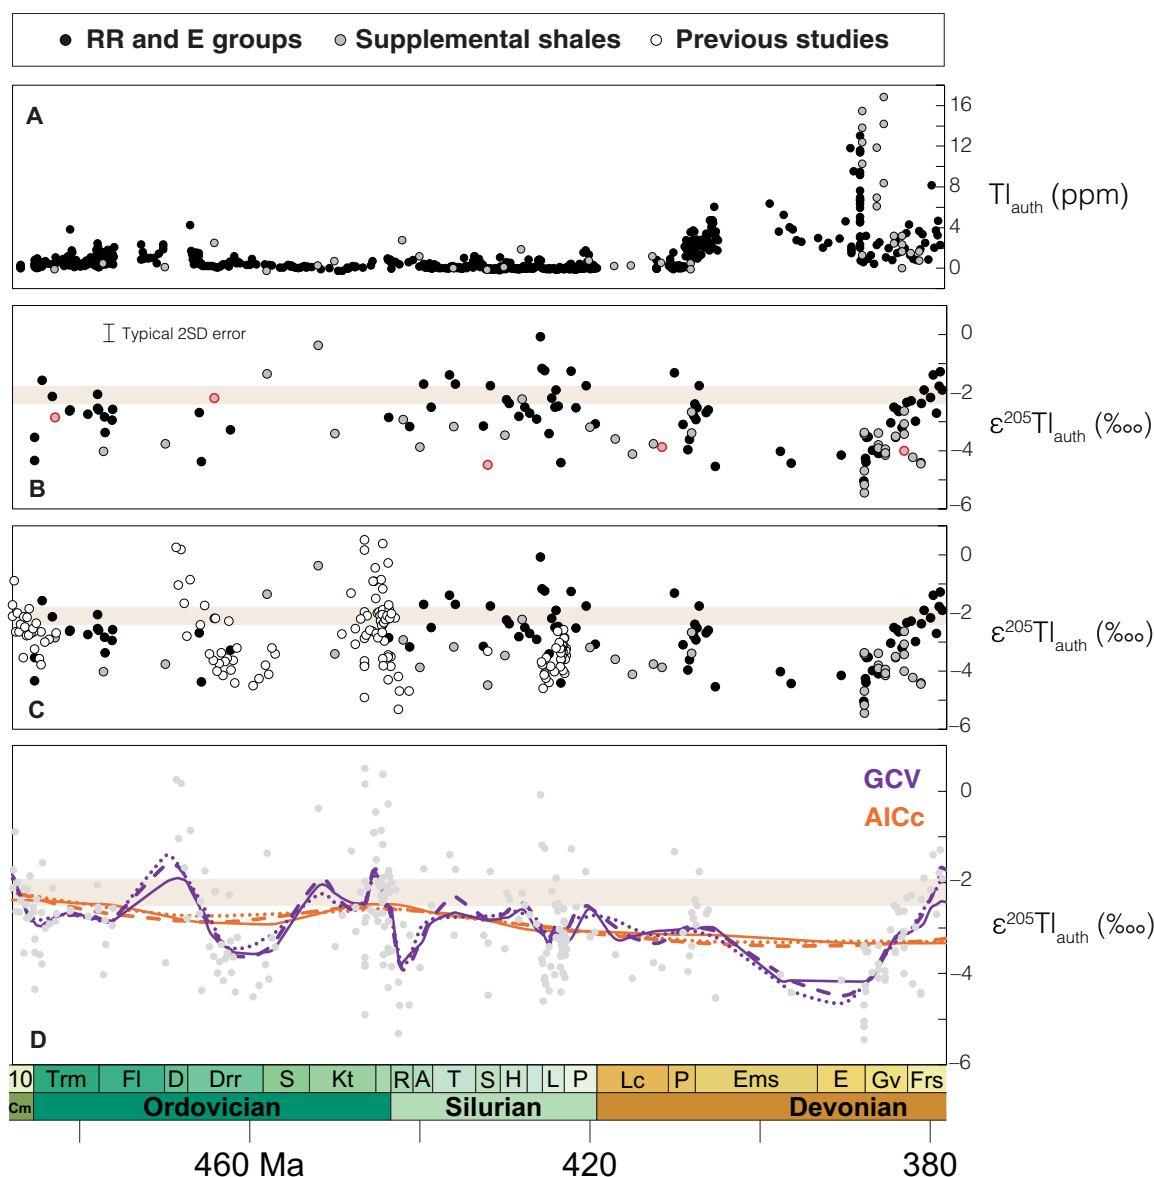 RR and E groups Supplemental shales Previous studies
A
16
12
8
4
0
Tl auth (ppm)
Typical 2SD error
0
−2
−4
−6
ε²⁰⁵Tl auth (‱)
B
0
−2
−4
−6
ε²⁰⁵Tl auth (‱)
C
GCV
AICc
0
−2
−4
−6
ε²⁰⁵Tl auth (‱)
D
10 Trm Fl D Drr S Kt R A T S H L P Lc P Ems E Gv Frs
Cm Ordovician Silurian Devonian
460 Ma 420 380